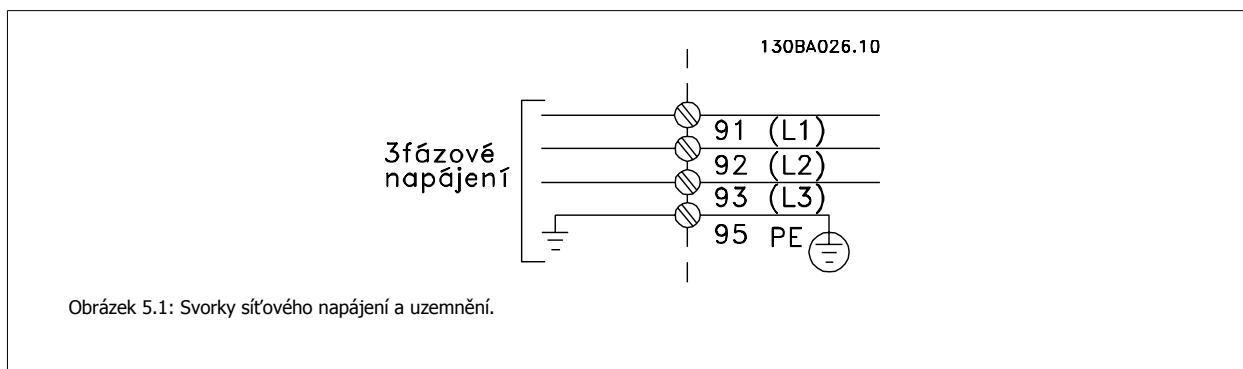 130BA026.10
3fázové
napájení
91 (L1)
92 (L2)
93 (L3)
95 PE
Obrázek 5.1: Svorky síťového napájení a uzemnění.